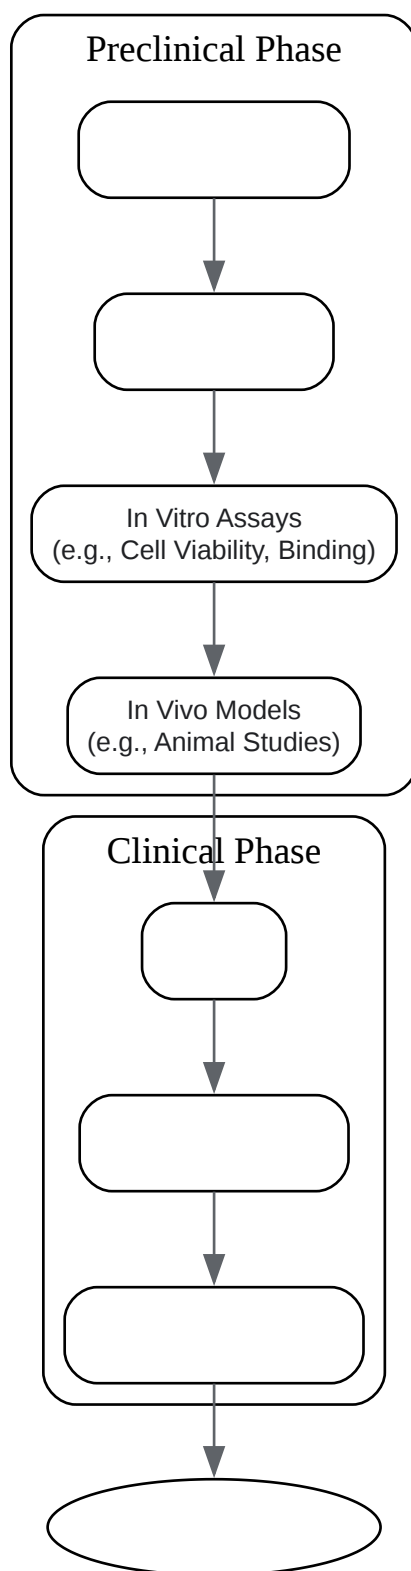 Preclinical Phase
In Vitro Assays
(e.g., Cell Viability, Binding)
In Vivo Models
(e.g., Animal Studies)
Clinical Phase